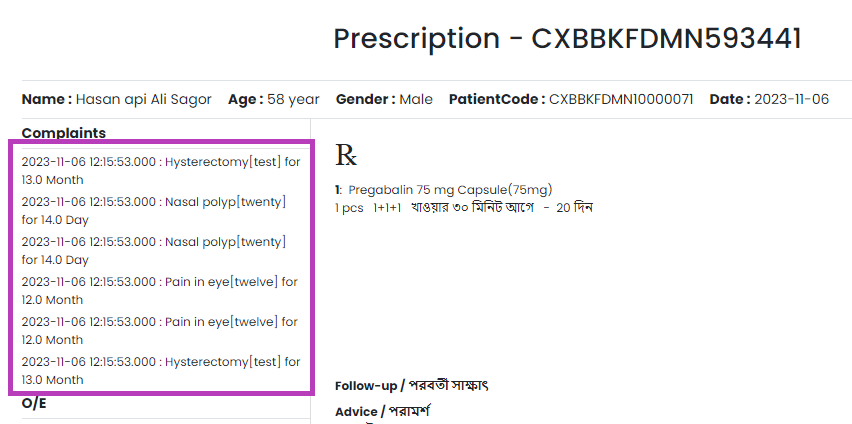 Prescription - CXBBKFDMN593441
Name : Hasan api Ali Sagor Age : 58 year Gender : Male PatientCode : CXBBKFDMN10000071 Date : 2023-11-06
Complaints
2023-11-06 12:15:53.000 : Hysterectomy[test] for
13.0 Month
2023-11-06 12:15:53.000 : Nasal polyp[twenty]
for 14.0 Day
2023-11-06 12:15:53.000 : Nasal polyp[twenty]
for 14.0 Day
2023-11-06 12:15:53.000 : Pain in eye[twelve] for
12.0 Month
2023-11-06 12:15:53.000 : Pain in eye[twelve] for
12.0 Month
2023-11-06 12:15:53.000 : Hysterectomy[test] for
13.0 Month
O/E
℞
1: Pregabalin 75 mg Capsule(75mg)
1 pcs 1+1+1 খাওয়ার ৩০ মিনিট আগে - 20 দিন
Follow-up / পরবর্তী সাক্ষাৎ
Advice / পরামর্শ